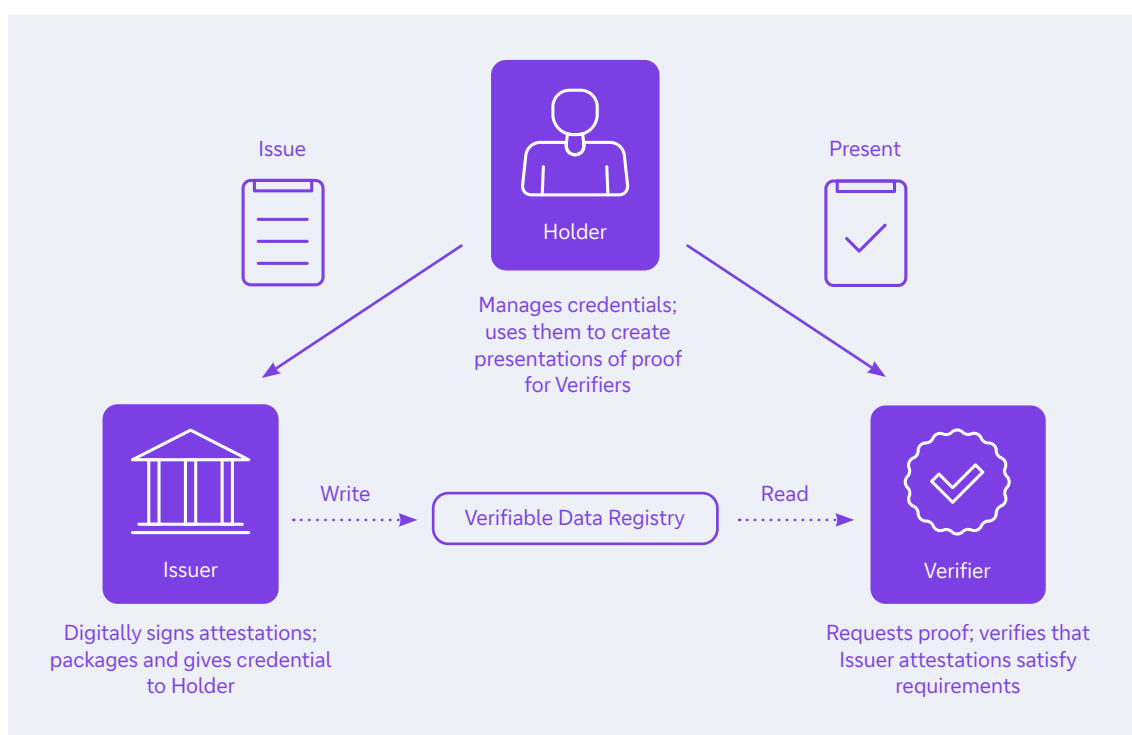 Issue
Present
Holder
Manages credentials;
uses them to create
presentations of proof
for Verifiers
Write
Verifiable Data Registry
Read
Issuer
Verifier
Digitally signs attestations;
packages and gives credential
to Holder
Requests proof; verifies that
Issuer attestations satisfy
requirements